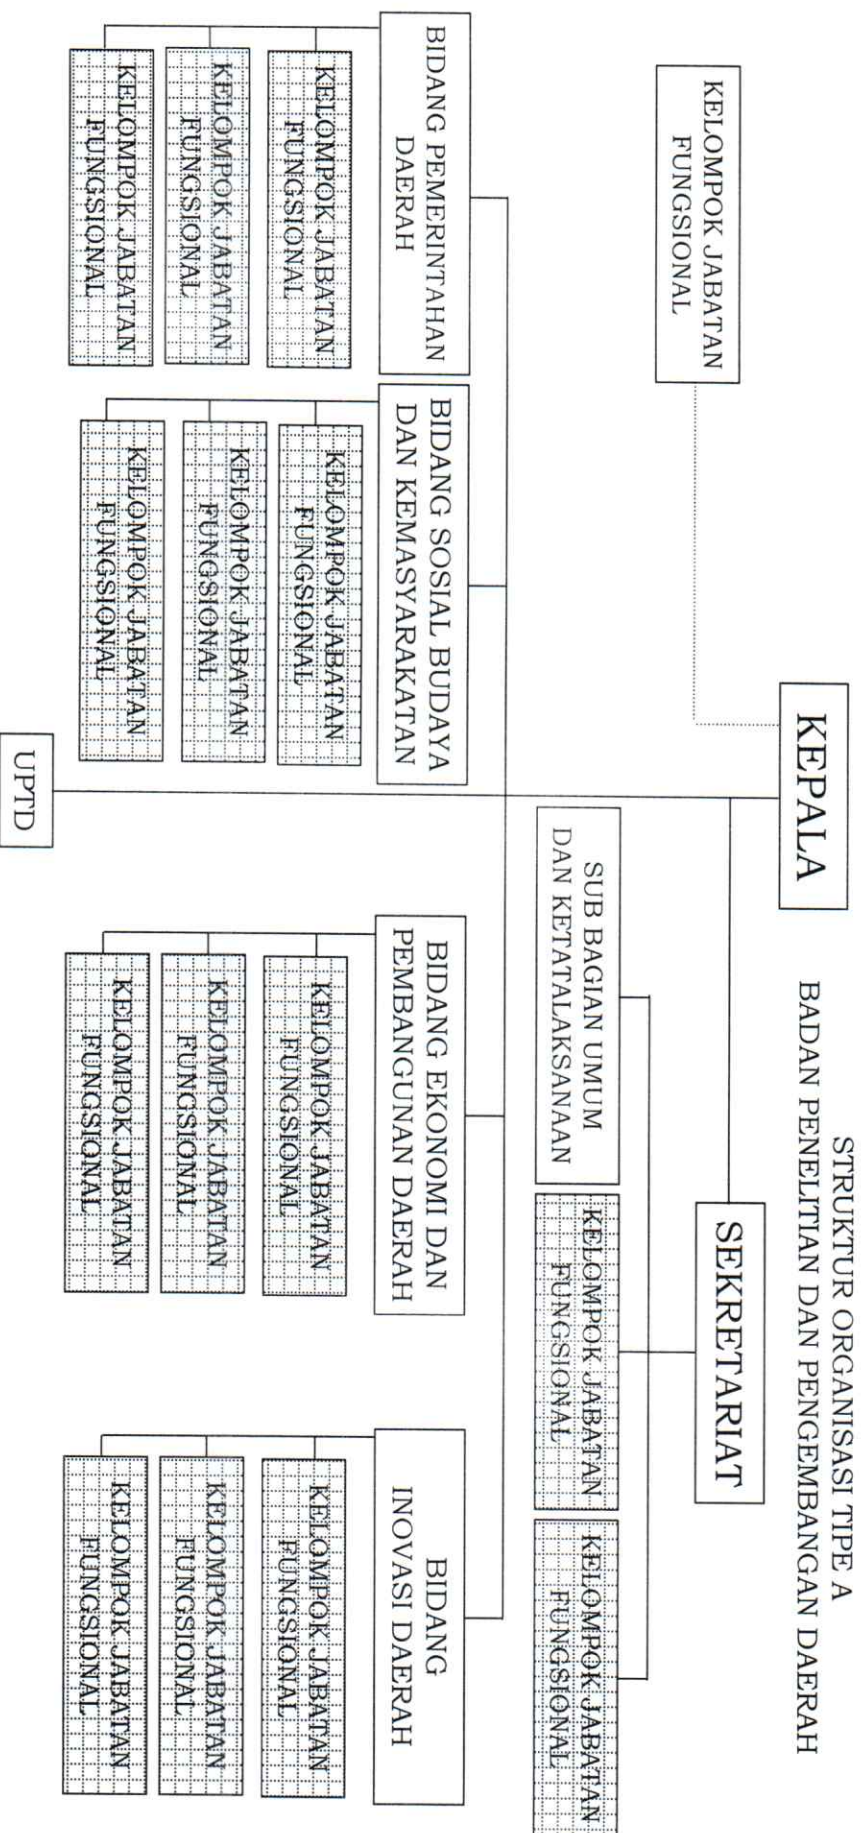 STRUKTUR ORGANISASI TIPE A
BADAN PENELITIAN DAN PENGEMBANGAN DAERAH
KEPALA
KELOMPOK JABATAN
FUNGSIONAL
SEKRETARIAT
SUB BAGIAN UMUM
DAN KETATALAKSANAAN
KELOMPOK JABATAN
FUNGSIONAL
KELOMPOK JABATAN
FUNGSIONAL
BIDANG PEMERINTAHAN
DAERAH
KELOMPOK JABATAN
FUNGSIONAL
KELOMPOK JABATAN
FUNGSIONAL
KELOMPOK JABATAN
FUNGSIONAL
BIDANG SOSIAL BUDAYA
DAN KEMASYARAKATAN
KELOMPOK JABATAN
FUNGSIONAL
KELOMPOK JABATAN
FUNGSIONAL
KELOMPOK JABATAN
FUNGSIONAL
BIDANG EKONOMI DAN
PEMBANGUNAN DAERAH
KELOMPOK JABATAN
FUNGSIONAL
KELOMPOK JABATAN
FUNGSIONAL
KELOMPOK JABATAN
FUNGSIONAL
BIDANG
INOVASI DAERAH
KELOMPOK JABATAN
FUNGSIONAL
KELOMPOK JABATAN
FUNGSIONAL
KELOMPOK JABATAN
FUNGSIONAL
UPTD